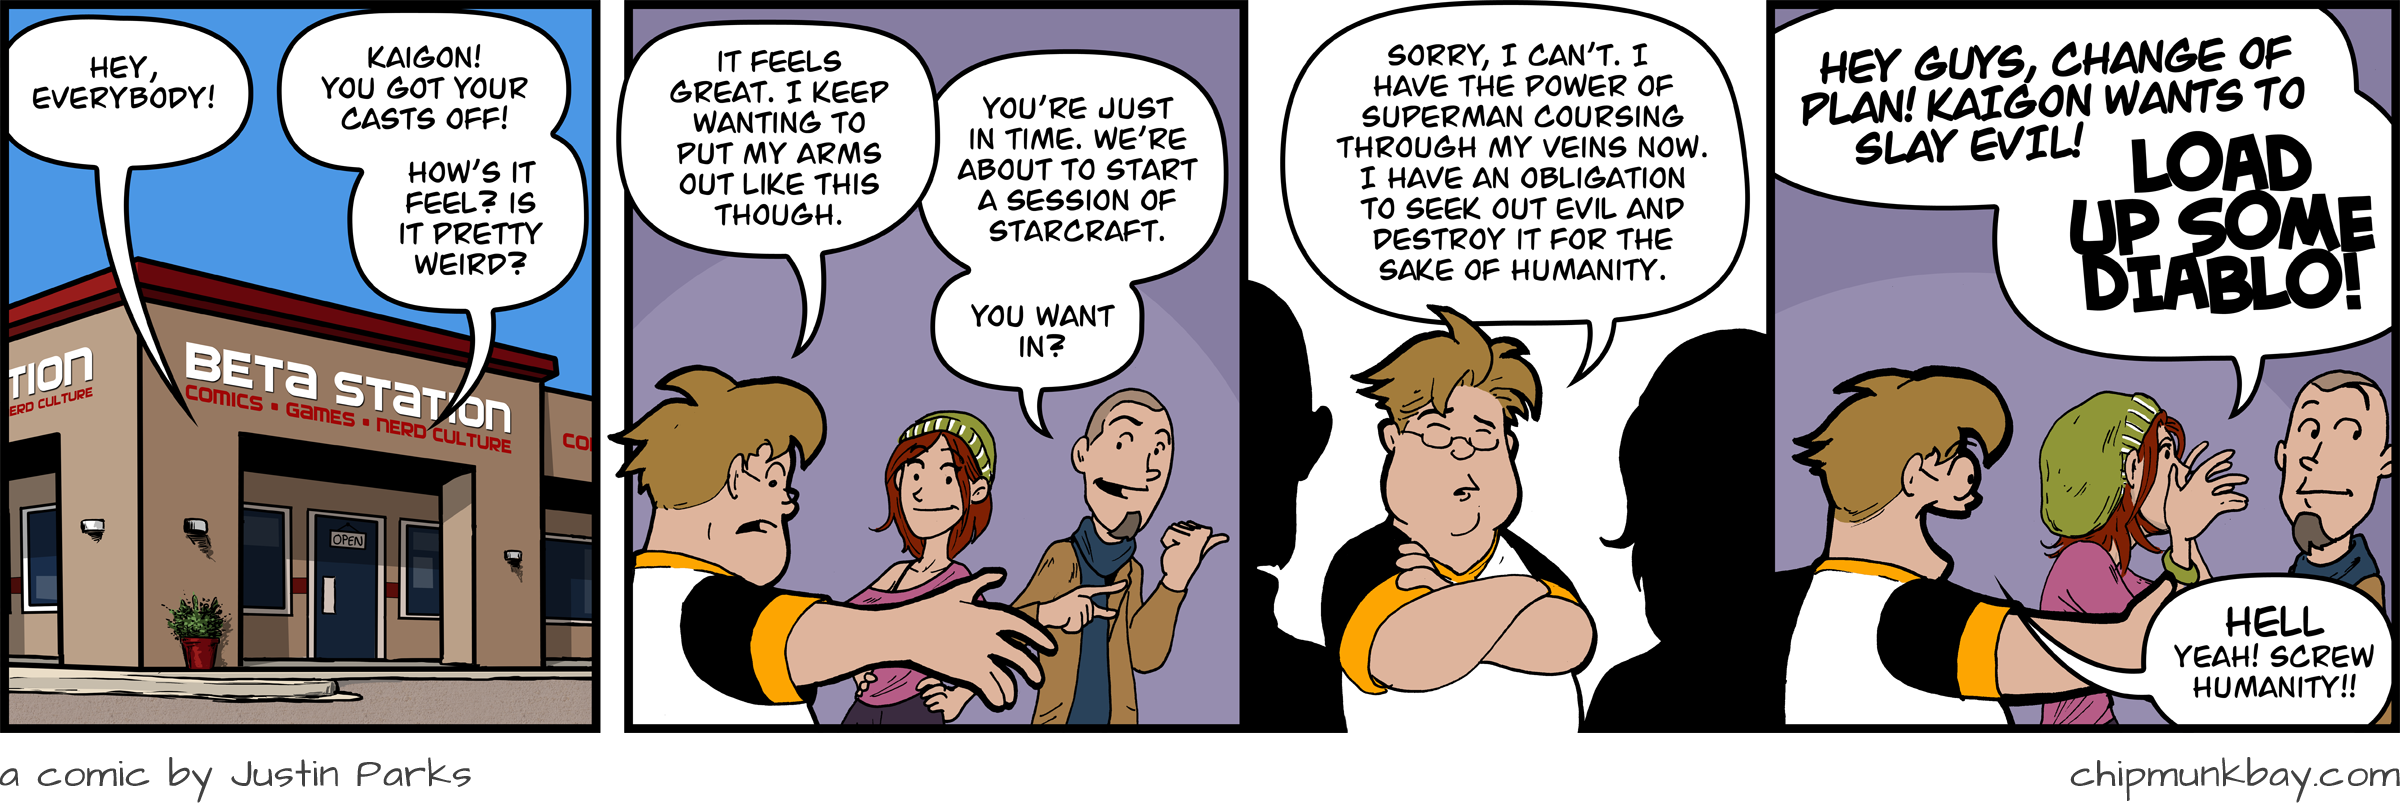 HEY,
EVERYBODY!
KAIGON!
YOU GOT YOUR
CASTS OFF!
HOW'S IT
FEEL? IS
IT PRETTY
WEIRD?
TION
ERD CULTURE
BETA STATION
COMICS • GAMES • NERD CULTURE
CO
OPEN
IT FEELS
GREAT. I KEEP
WANTING TO
PUT MY ARMS
OUT LIKE THIS
THOUGH.
YOU'RE JUST
IN TIME. WE'RE
ABOUT TO START
A SESSION OF
STARCRAFT.
YOU WANT
IN?
SORRY, I CAN'T. I
HAVE THE POWER OF
SUPERMAN COURSING
THROUGH MY VEINS NOW.
I HAVE AN OBLIGATION
TO SEEK OUT EVIL AND
DESTROY IT FOR THE
SAKE OF HUMANITY.
HEY GUYS, CHANGE OF
PLAN! KAIGON WANTS TO
SLAY EVIL!
LOAD
UP SOME
DIABLO!
HELL
YEAH! SCREW
HUMANITY!!
a comic by Justin Parks
chipmunkbay.com